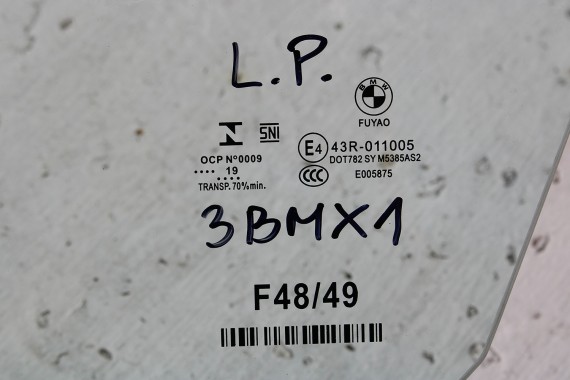 L.P.
BMW
FUYAO
N
SNI
E4 43R-011005
OCP Nº0009
DOT782 SY M5385AS2
.... 19
....
CCC
E005875
TRANSP. 70% min.
3BMX1
F48/49